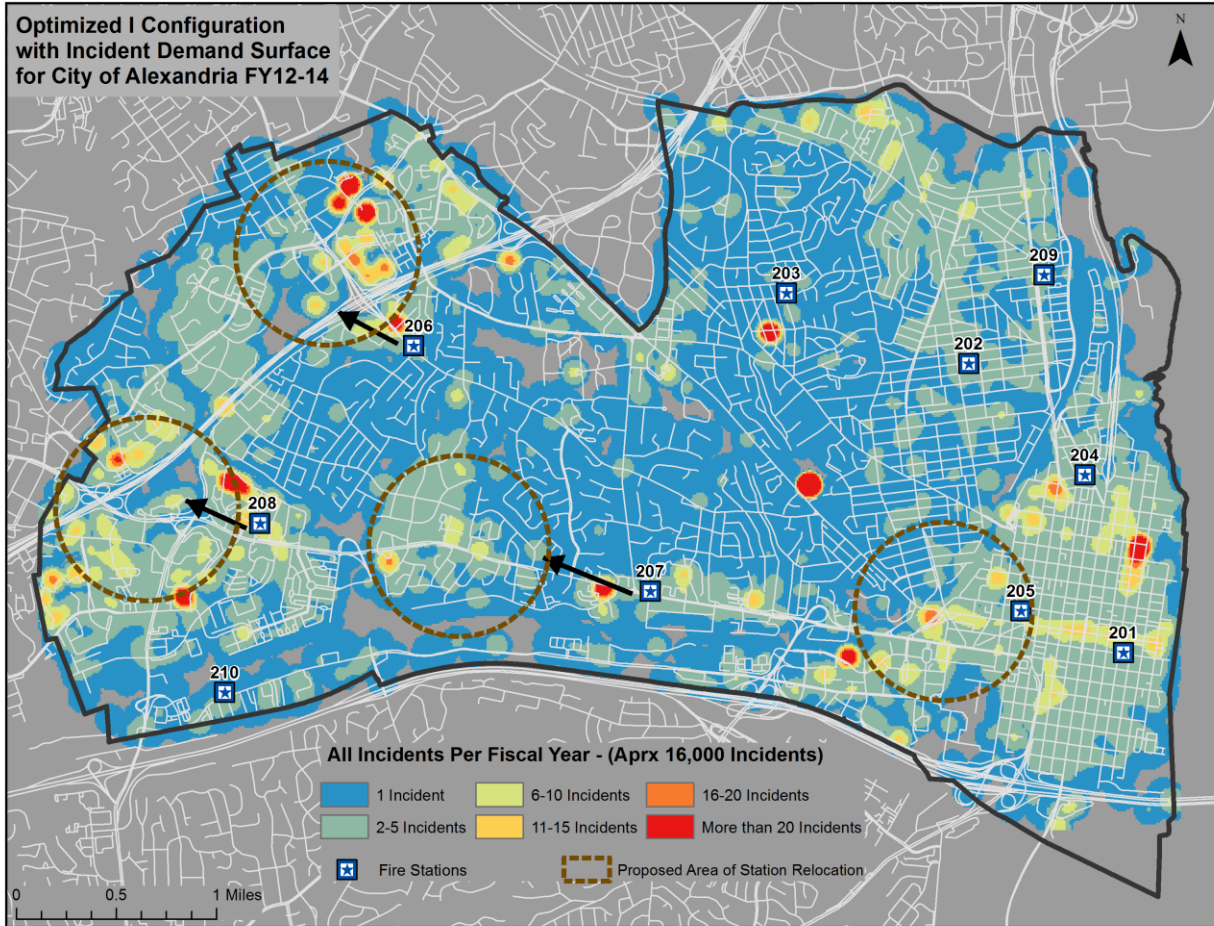 Optimized I Configuration
with Incident Demand Surface
for City of Alexandria FY12-14
N
209
203
206
202
204
208
207
205
201
210
All Incidents Per Fiscal Year - (Aprx 16,000 Incidents)
1 Incident
6-10 Incidents
16-20 Incidents
2-5 Incidents
11-15 Incidents
More than 20 Incidents
Fire Stations
Proposed Area of Station Relocation
0 0.5 1 Miles